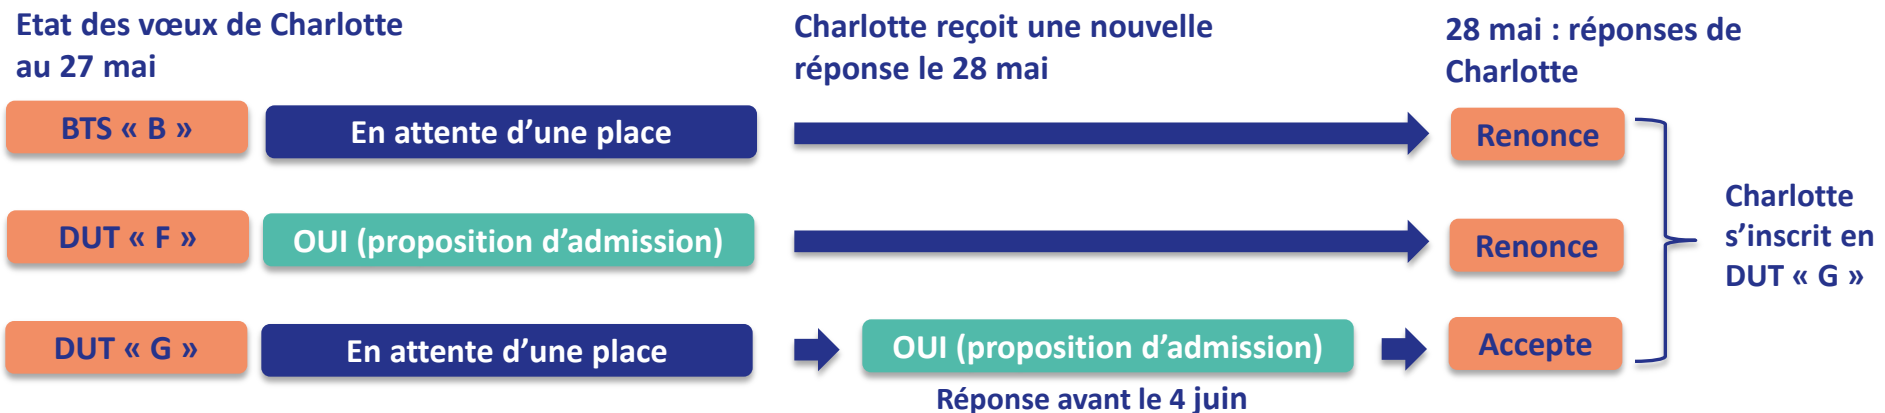 Etat des vœux de Charlotte
au 27 mai
Charlotte reçoit une nouvelle
réponse le 28 mai
28 mai : réponses de
Charlotte
BTS « B »
En attente d’une place
Renonce
DUT « F »
OUI (proposition d’admission)
Renonce
Charlotte
s’inscrit en
DUT « G »
DUT « G »
En attente d’une place
OUI (proposition d’admission)
Accepte
Réponse avant le 4 juin